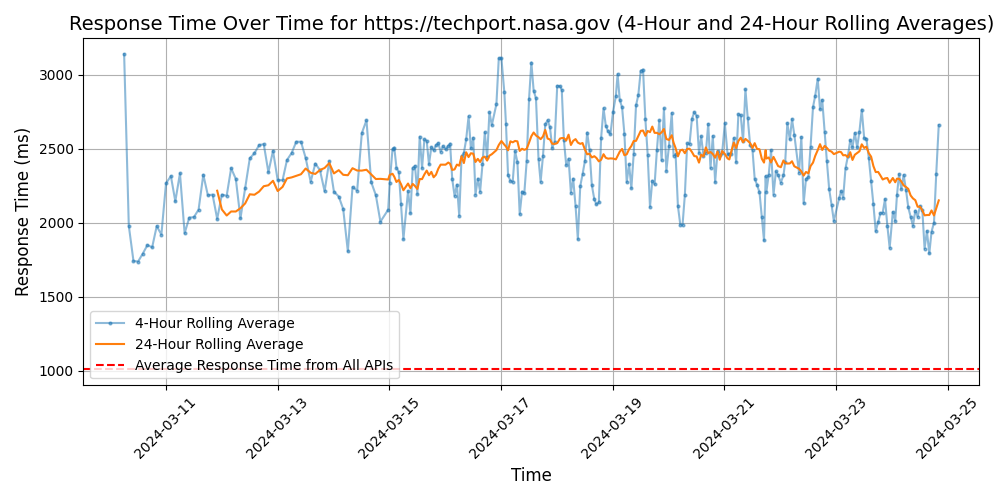 Response Time Over Time for https://techport.nasa.gov (4-Hour and 24-Hour Rolling Averages)
Response Time (ms)
3000
2500
2000
1500
1000
4-Hour Rolling Average
24-Hour Rolling Average
Average Response Time from All APIs
2024-03-11
2024-03-13
2024-03-15
2024-03-17
2024-03-19
2024-03-21
2024-03-23
2024-03-25
Time